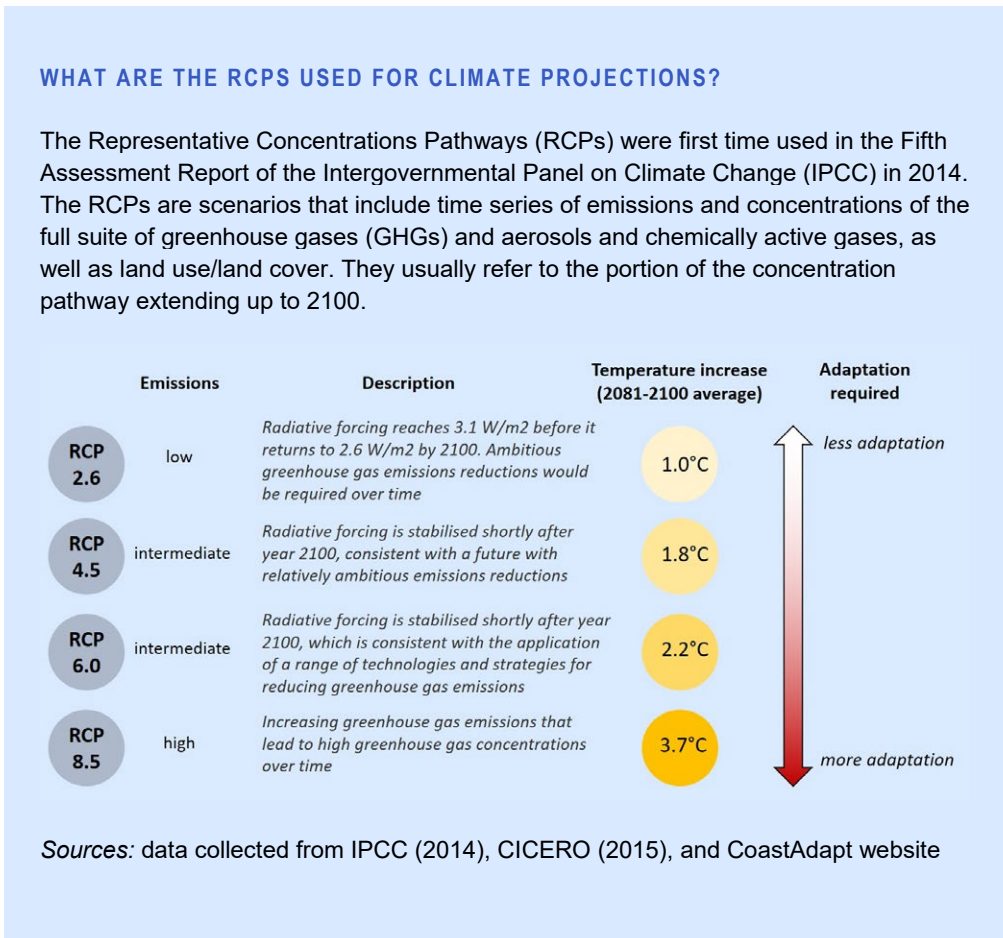 WHAT ARE THE RCPS USED FOR CLIMATE PROJECTIONS?
The Representative Concentrations Pathways (RCPs) were first time used in the Fifth
Assessment Report of the Intergovernmental Panel on Climate Change (IPCC) in 2014.
The RCPs are scenarios that include time series of emissions and concentrations of the
full suite of greenhouse gases (GHGs) and aerosols and chemically active gases, as
well as land use/land cover. They usually refer to the portion of the concentration
pathway extending up to 2100.
Emissions
Description
Temperature increase
(2081-2100 average)
Adaptation
required
RCP
2.6
low
Radiative forcing reaches 3.1 W/m2 before it
returns to 2.6 W/m2 by 2100. Ambitious
greenhouse gas emissions reductions would
be required over time
1.0°C
less adaptation
RCP
4.5
intermediate
Radiative forcing is stabilised shortly after
year 2100, consistent with a future with
relatively ambitious emissions reductions
1.8°C
RCP
6.0
intermediate
Radiative forcing is stabilised shortly after year
2100, which is consistent with the application
of a range of technologies and strategies for
reducing greenhouse gas emissions
2.2°C
RCP
8.5
high
Increasing greenhouse gas emissions that
lead to high greenhouse gas concentrations
over time
3.7°C
more adaptation
Sources: data collected from IPCC (2014), CICERO (2015), and CoastAdapt website